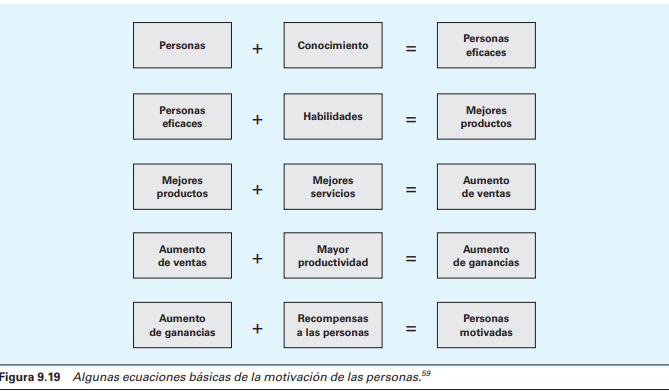 Personas + Conocimiento = Personas eficaces
Personas eficaces + Habilidades = Mejores productos
Mejores productos + Mejores servicios = Aumento de ventas
Aumento de ventas + Mayor productividad = Aumento de ganancias
Aumento de ganancias + Recompensas a las personas = Personas motivadas
Figura 9.19 Algunas ecuaciones básicas de la motivación de las personas.59